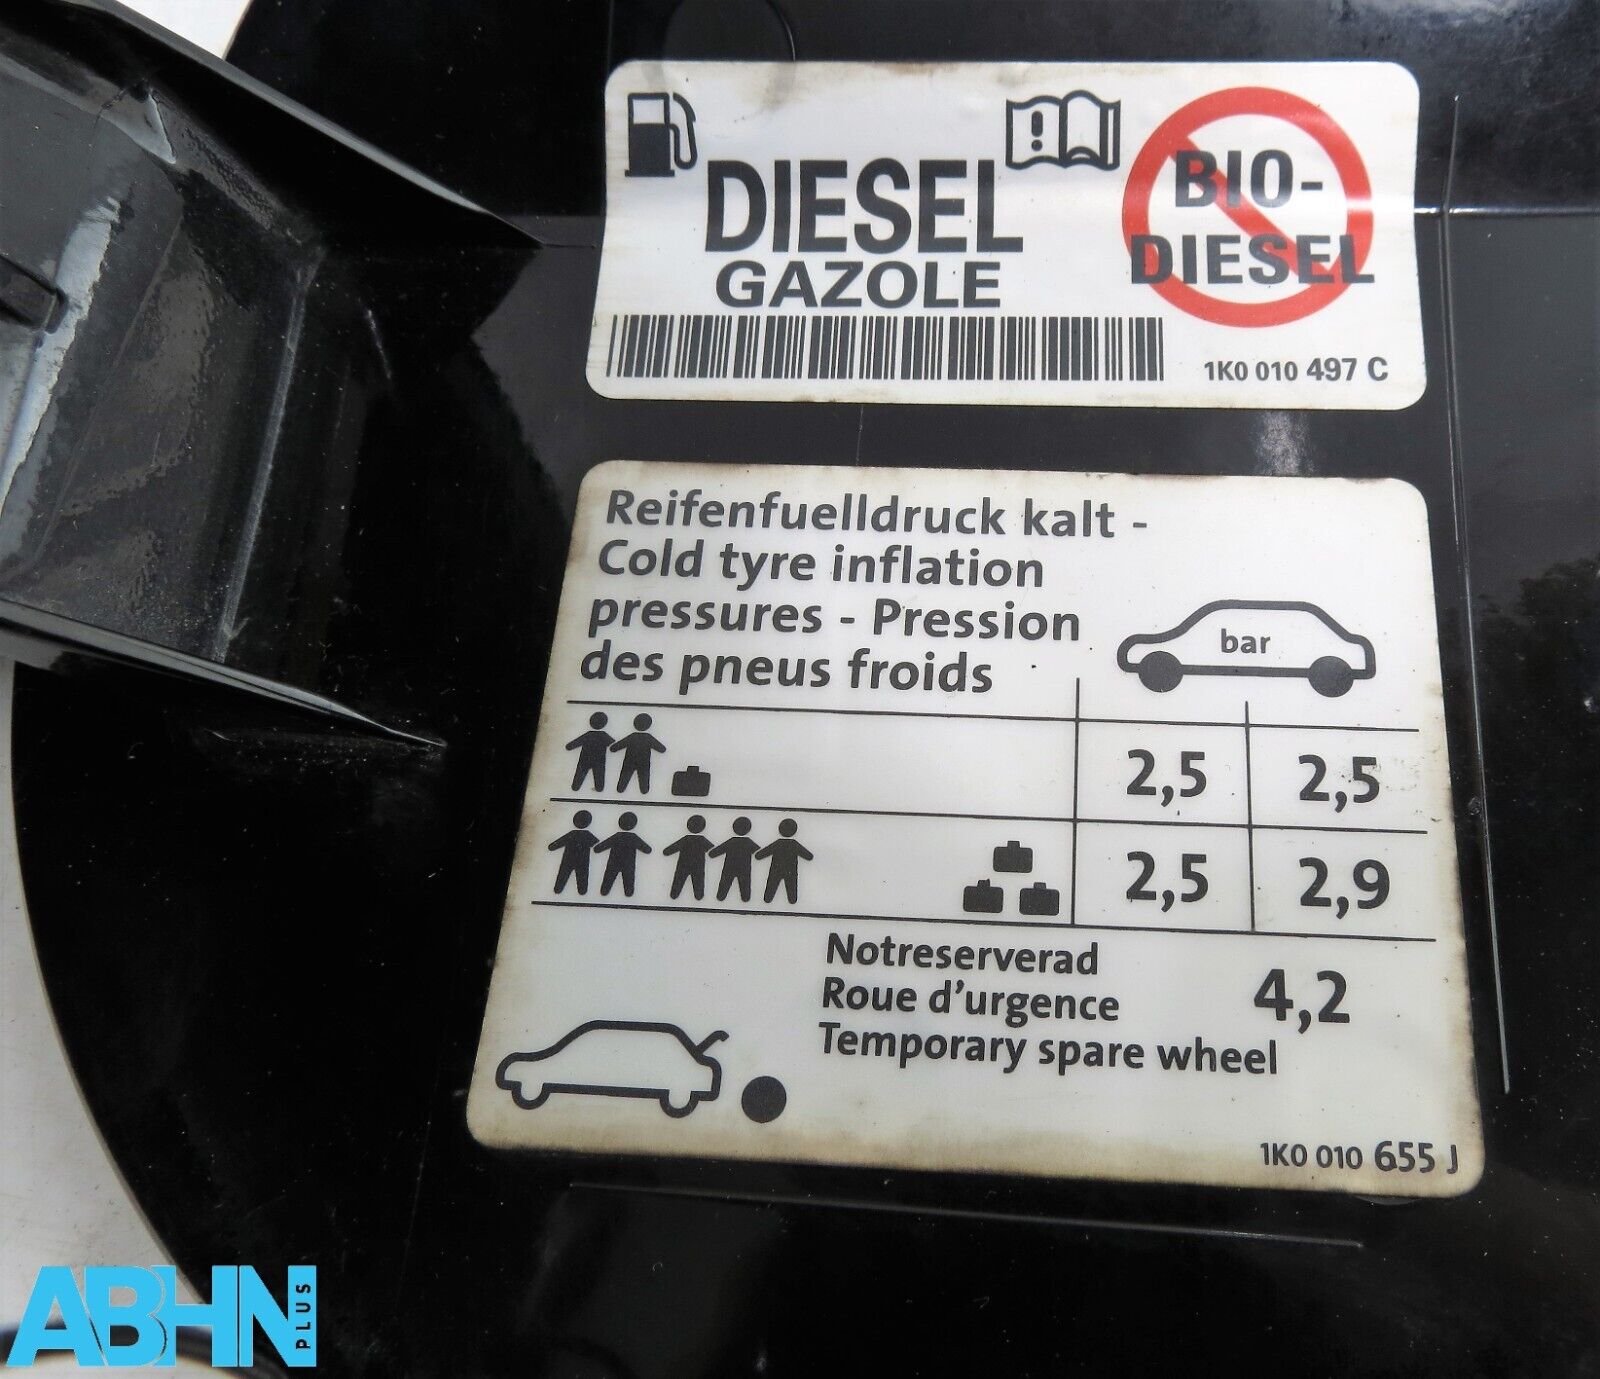 DIESEL
GAZOLE
BIO-
DIESEL
1K0 010 497 C
Reifenfuelldruck kalt -
Cold tyre inflation
pressures - Pression
des pneus froids
bar
2,5 2,5
2,5 2,9
Notreserverad
Roue d'urgence
Temporary spare wheel
4,2
1K0 010 655 J
ABHN PLUS